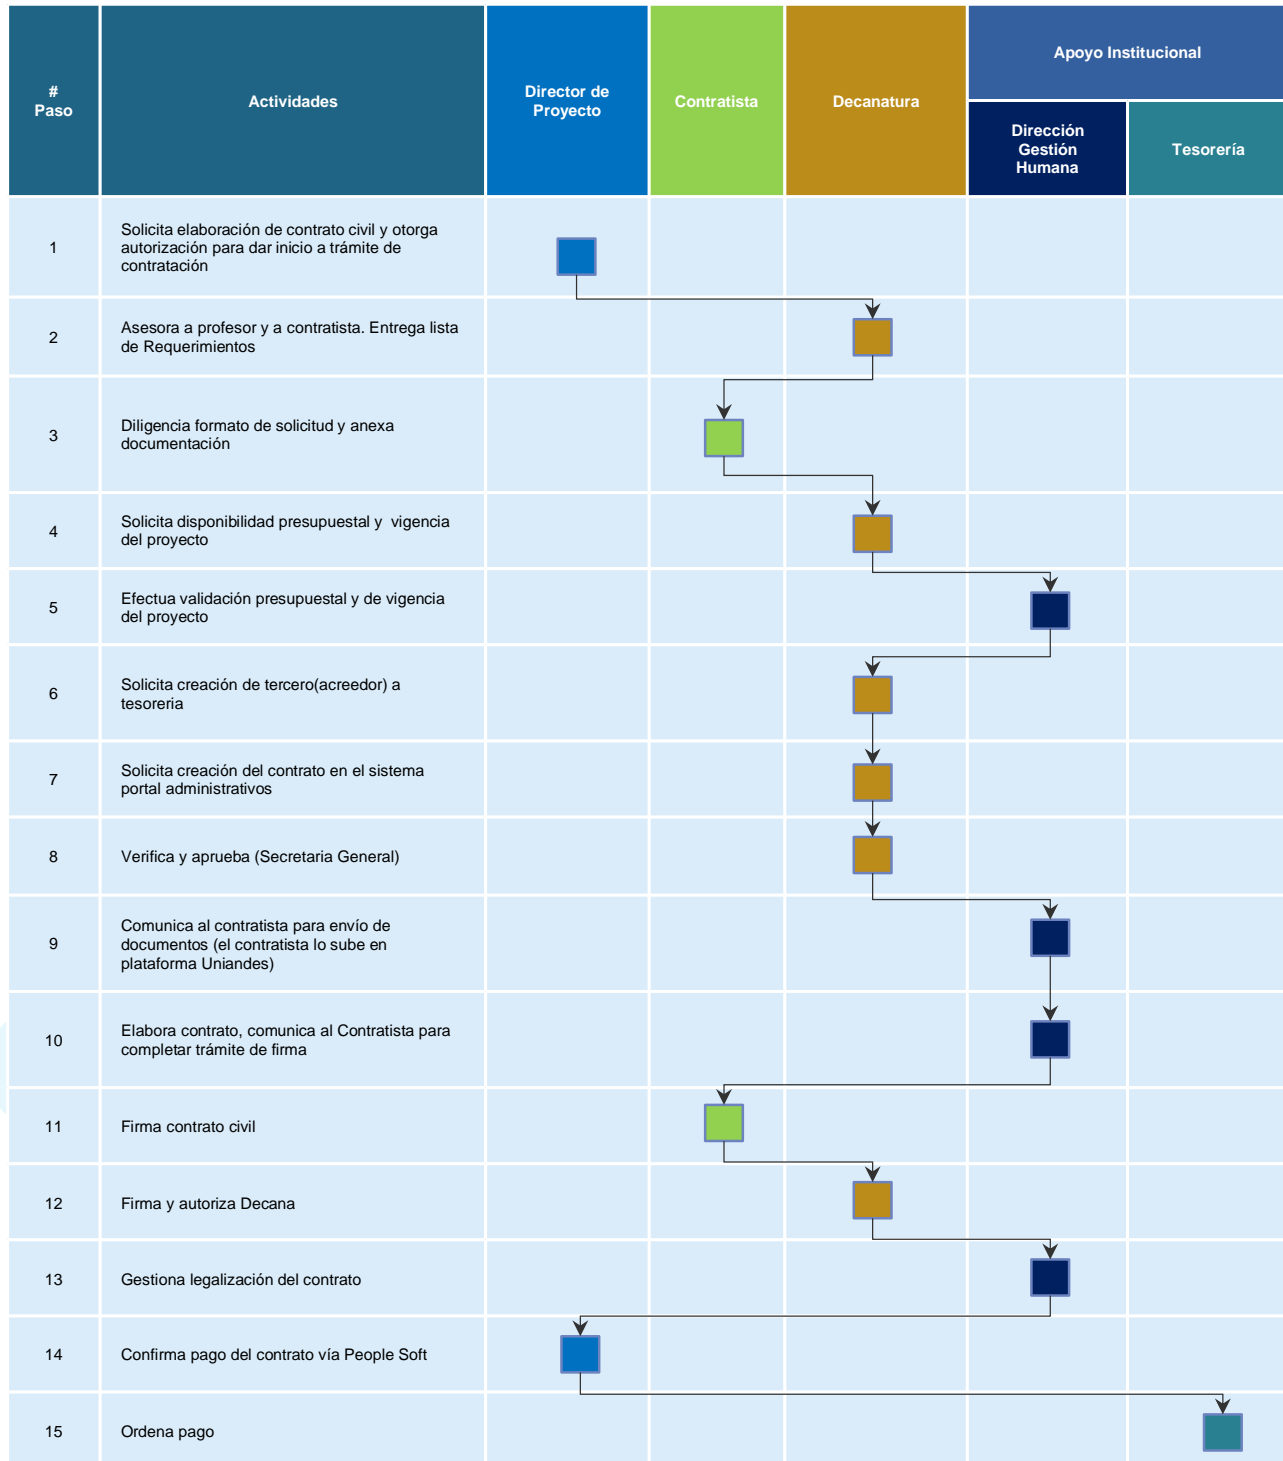 #
Paso
Actividades
Director de
Proyecto
Contratista
Decanatura
Apoyo Institucional
Dirección
Gestión
Humana
Tesorería
1
Solicita elaboración de contrato civil y otorga
autorización para dar inicio a trámite de
contratación
2
Asesora a profesor y a contratista. Entrega lista
de Requerimientos
3
Diligencia formato de solicitud y anexa
documentación
4
Solicita disponibilidad presupuestal y vigencia
del proyecto
5
Efectua validación presupuestal y de vigencia
del proyecto
6
Solicita creación de tercero(acreedor) a
tesoreria
7
Solicita creación del contrato en el sistema
portal administrativos
8
Verifica y aprueba (Secretaria General)
9
Comunica al contratista para envío de
documentos (el contratista lo sube en
plataforma Uniandes)
10
Elabora contrato, comunica al Contratista para
completar trámite de firma
11
Firma contrato civil
12
Firma y autoriza Decana
13
Gestiona legalización del contrato
14
Confirma pago del contrato vía People Soft
15
Ordena pago